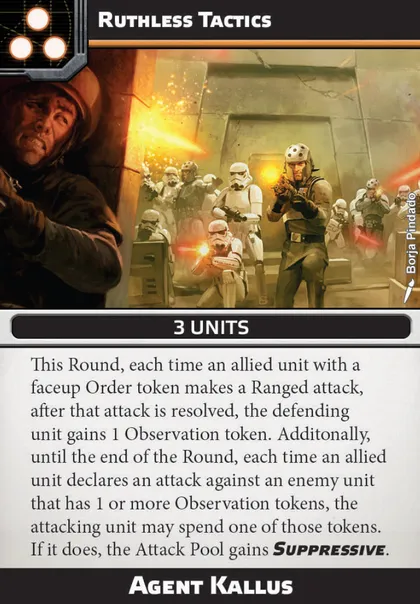 Ruthless Tactics
Borja Pindado
3 UNITS
This Round, each time an allied unit with a
faceup Order token makes a Ranged attack,
after that attack is resolved, the defending
unit gains 1 Observation token. Additonally,
until the end of the Round, each time an allied
unit declares an attack against an enemy unit
that has 1 or more Observation tokens, the
attacking unit may spend one of those tokens.
If it does, the Attack Pool gains Suppressive.
Agent Kallus